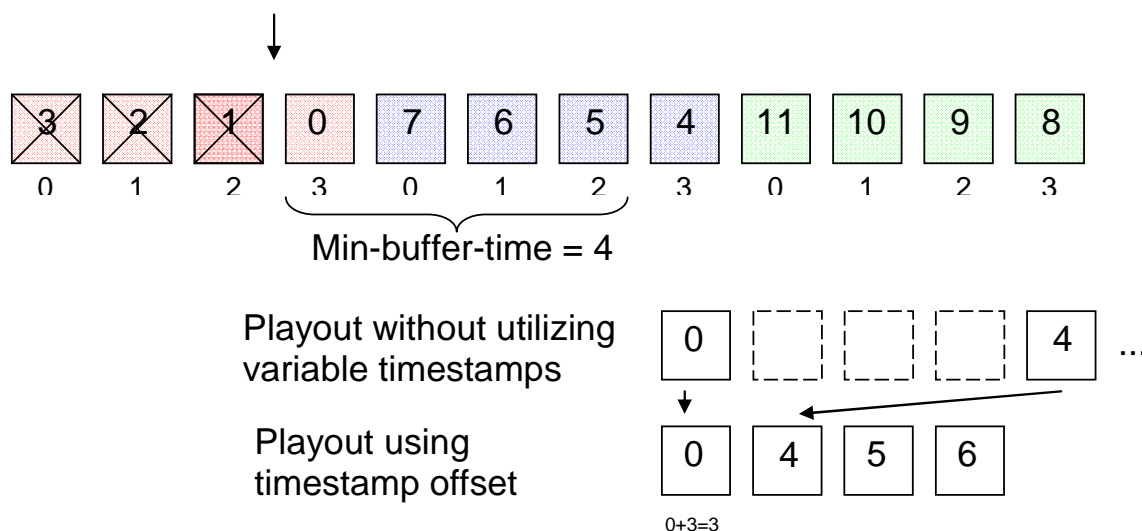 3 2 1 0 7 6 5 4 11 10 9 8
0 1 2 3 0 1 2 3 0 1 2 3
Min-buffer-time = 4
Playout without utilizing
variable timestamps
0 4 ...
Playout using
timestamp offset
0 4 5 6
0+3=3